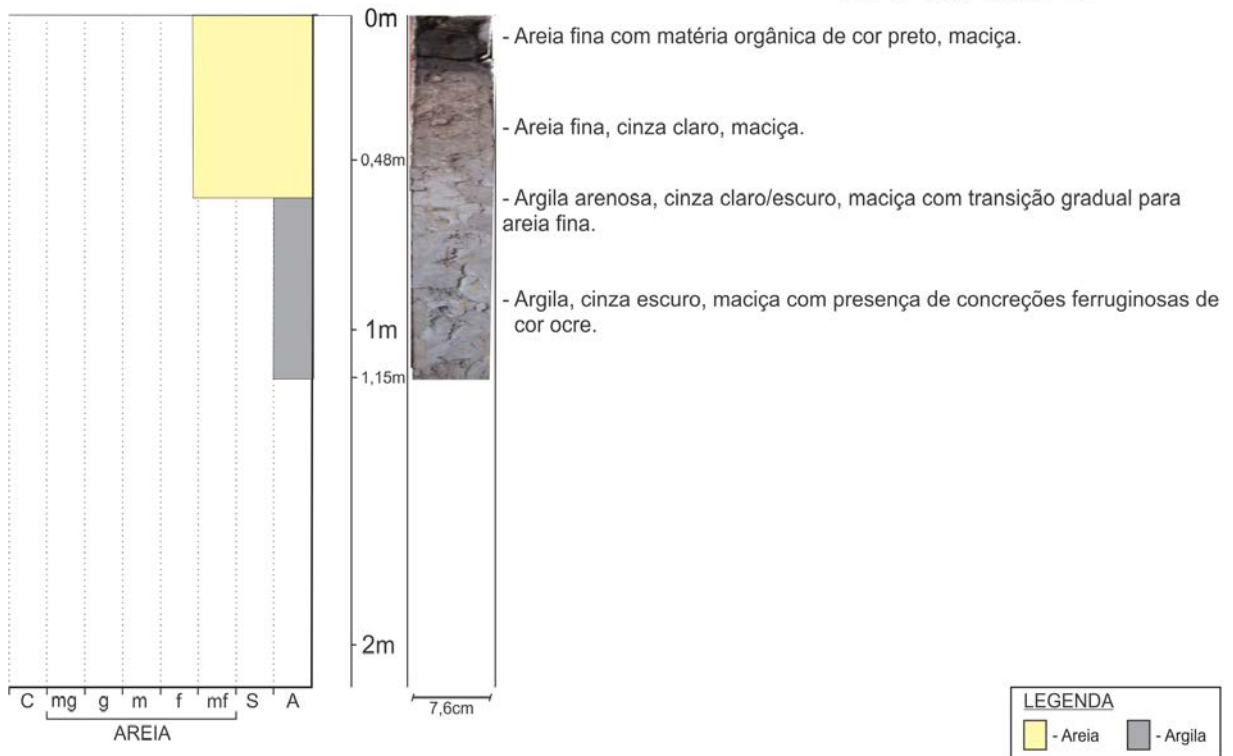 0m
- Areia fina com matéria orgânica de cor preto, maciça.
- Areia fina, cinza claro, maciça.
0,48m
- Argila arenosa, cinza claro/escuro, maciça com transição gradual para
areia fina.
- Argila, cinza escuro, maciça com presença de concreções ferruginosas de
cor ocre.
1m
1,15m
2m
C mg g m f mf S A
AREIA
7,6cm
LEGENDA
- Areia - Argila